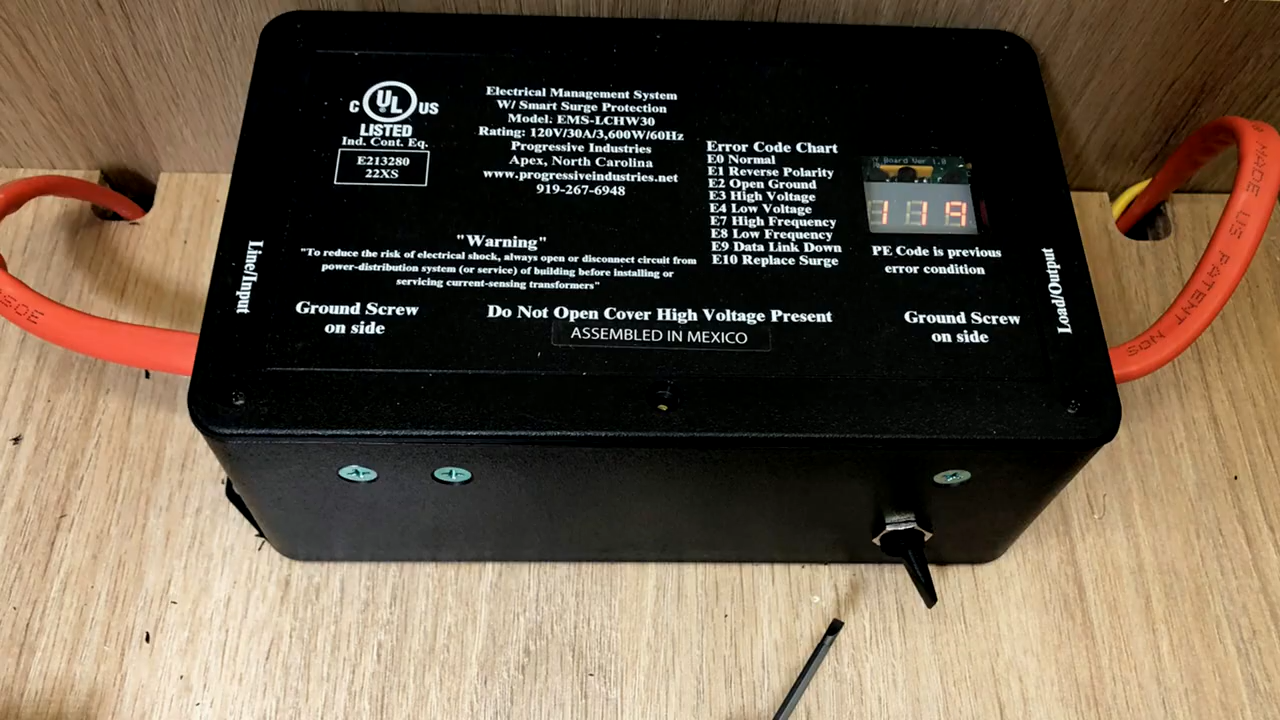 C UL US
LISTED
Ind. Cont. Eq.
E213280
22XS
Electrical Management System
W/ Smart Surge Protection
Model: EMS-LCHW30
Rating: 120V/30A/3,600W/60Hz
Progressive Industries
Apex, North Carolina
www.progressiveindustries.net
919-267-6948
Error Code Chart
E0 Normal
E1 Reverse Polarity
E2 Open Ground
E3 High Voltage
E4 Low Voltage
E7 High Frequency
E8 Low Frequency
E9 Data Link Down
E10 Replace Surge
Board Ver 1.0
119
PE Code is previous
error condition
"Warning"
"To reduce the risk of electrical shock, always open or disconnect circuit from
power-distribution system (or service) of building before installing or
servicing current-sensing transformers"
Line/Input
Load/Output
Ground Screw
on side
Do Not Open Cover High Voltage Present
ASSEMBLED IN MEXICO
Ground Screw
on side
MADE US PATENT NOS